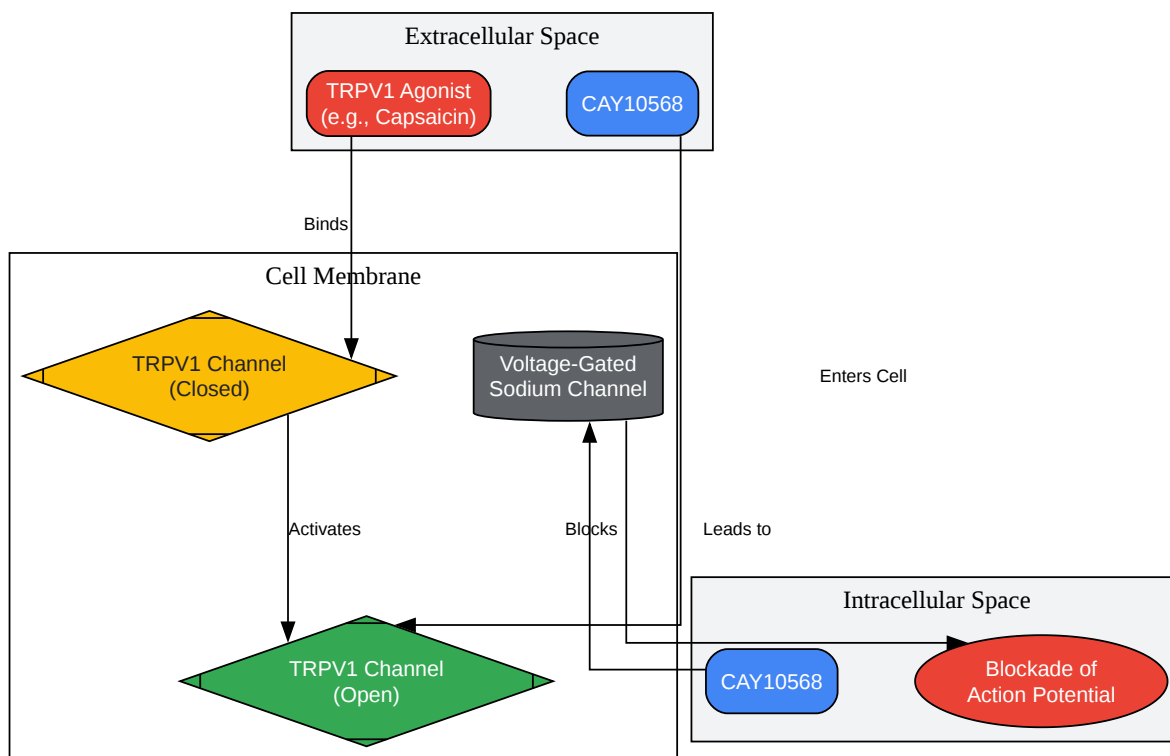 Extracellular Space
TRPV1 Agonist
(e.g., Capsaicin)
CAY10568
Binds
Cell Membrane
TRPV1 Channel
(Closed)
Voltage-Gated
Sodium Channel
Enters Cell
Activates
Blocks
Leads to
Intracellular Space
TRPV1 Channel
(Open)
CAY10568
Blockade of
Action Potential